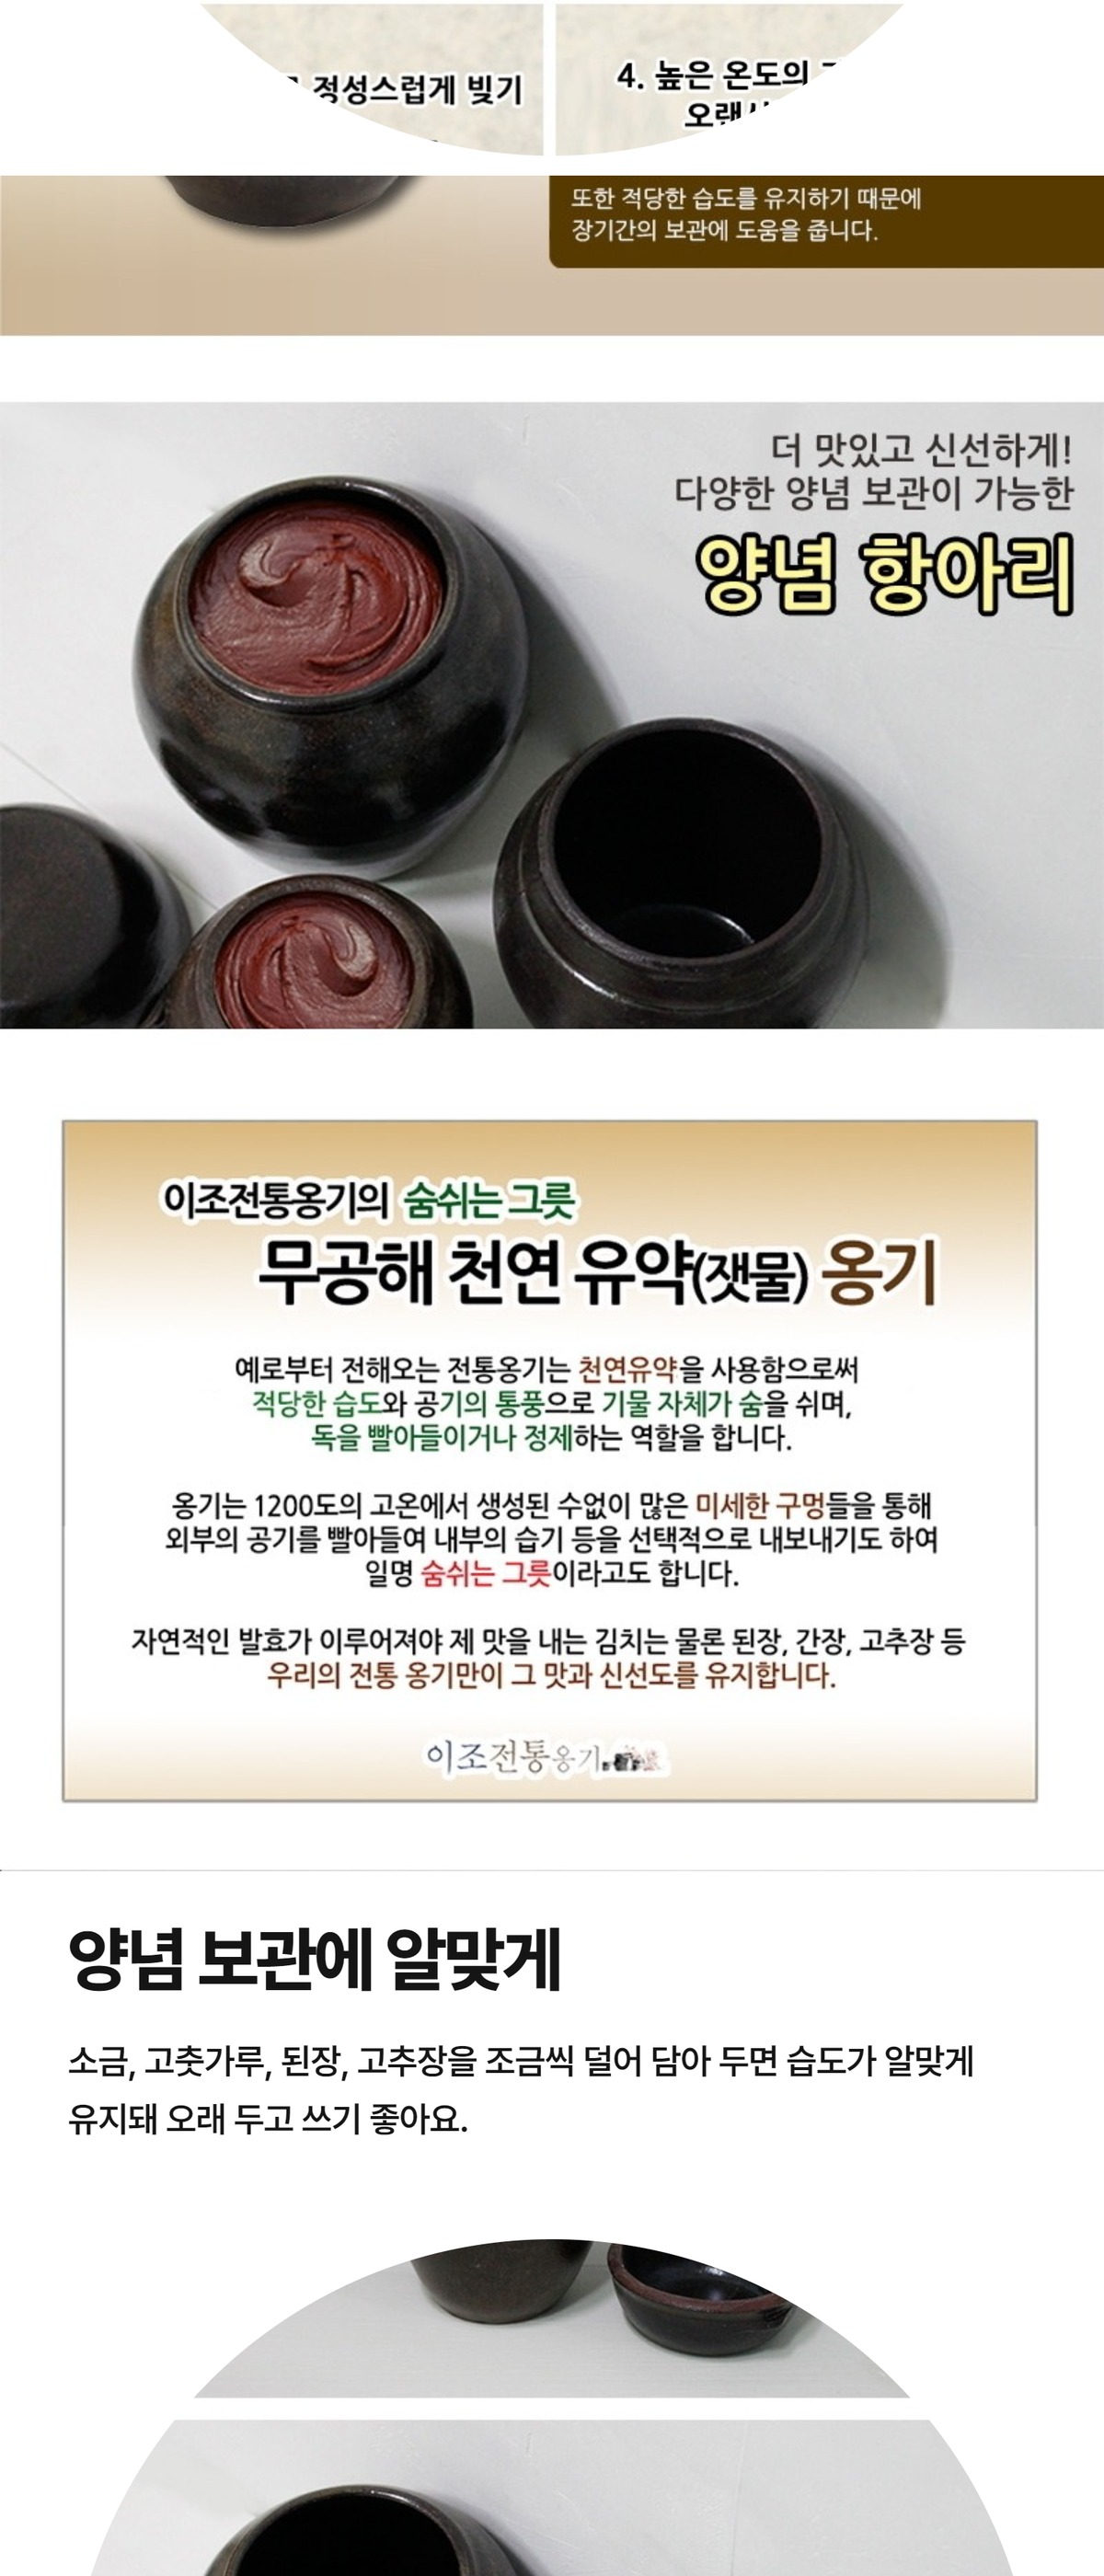 정성스럽게 빚기
4. 높은 온도의
또한 적당한 습도를 유지하기 때문에
장기간의 보관에 도움을 줍니다.
더 맛있고 신선하게!
다양한 양념 보관이 가능한
양념 항아리
이조전통옹기의 숨쉬는 그릇
무공해 천연 유약(잿물) 옹기
예로부터 전해오는 전통옹기는 천연유약을 사용함으로써
적당한 습도와 공기의 통풍으로 기물 자체가 숨을 쉬며,
독을 빨아들이거나 정제하는 역할을 합니다.
옹기는 1200도의 고온에서 생성된 수없이 많은 미세한 구멍들을 통해
외부의 공기를 빨아들여 내부의 습기 등을 선택적으로 내보내기도 하여
일명 숨쉬는 그릇이라고도 합니다.
자연적인 발효가 이루어져야 제 맛을 내는 김치는 물론 된장, 간장, 고추장 등
우리의 전통 옹기만이 그 맛과 신선도를 유지합니다.
이조전통옹기
양념 보관에 알맞게
소금, 고춧가루, 된장, 고추장을 조금씩 덜어 담아 두면 습도가 알맞게
유지돼 오래 두고 쓰기 좋아요.